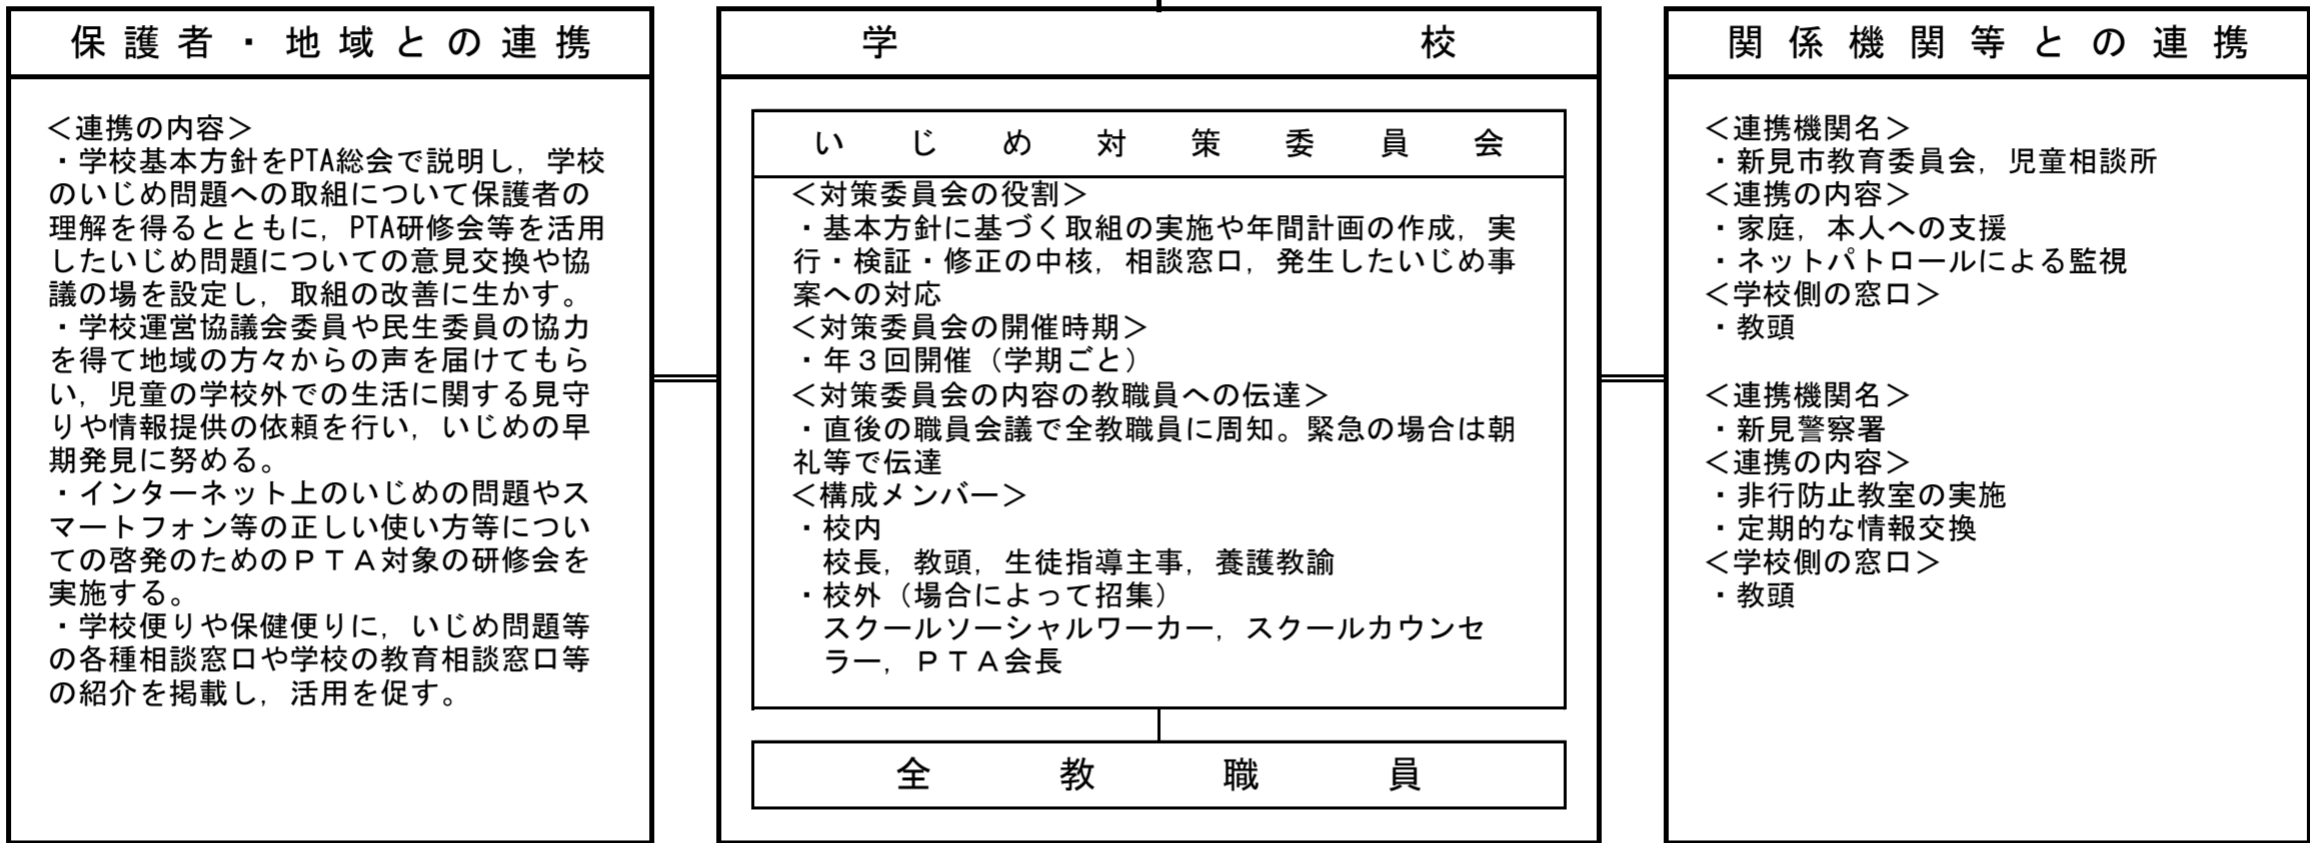 保護者・地域との連携
＜連携の内容＞
・学校基本方針をPTA総会で説明し，学校
のいじめ問題への取組について保護者の
理解を得るとともに，PTA研修会等を活用
したいじめ問題についての意見交換や協
議の場を設定し，取組の改善に生かす。
・学校運営協議会委員や民生委員の協力
を得て地域の方々からの声を届けてもら
い，児童の学校外での生活に関する見守
りや情報提供の依頼を行い，いじめの早
期発見に努める。
・インターネット上のいじめの問題やス
マートフォン等の正しい使い方等につい
ての啓発のためのＰＴＡ対象の研修会を
実施する。
・学校便りや保健便りに，いじめ問題等
の各種相談窓口や学校の教育相談窓口等
の紹介を掲載し，活用を促す。
学校
いじめ対策委員会
＜対策委員会の役割＞
・基本方針に基づく取組の実施や年間計画の作成，実
行・検証・修正の中核，相談窓口，発生したいじめ事
案への対応
＜対策委員会の開催時期＞
・年３回開催（学期ごと）
＜対策委員会の内容の教職員への伝達＞
・直後の職員会議で全教職員に周知。緊急の場合は朝
礼等で伝達
＜構成メンバー＞
・校内
校長，教頭，生徒指導主事，養護教諭
・校外（場合によって招集）
スクールソーシャルワーカー，スクールカウンセ
ラー，ＰＴＡ会長
全教職員
関係機関等との連携
＜連携機関名＞
・新見市教育委員会，児童相談所
＜連携の内容＞
・家庭，本人への支援
・ネットパトロールによる監視
＜学校側の窓口＞
・教頭
＜連携機関名＞
・新見警察署
＜連携の内容＞
・非行防止教室の実施
・定期的な情報交換
＜学校側の窓口＞
・教頭